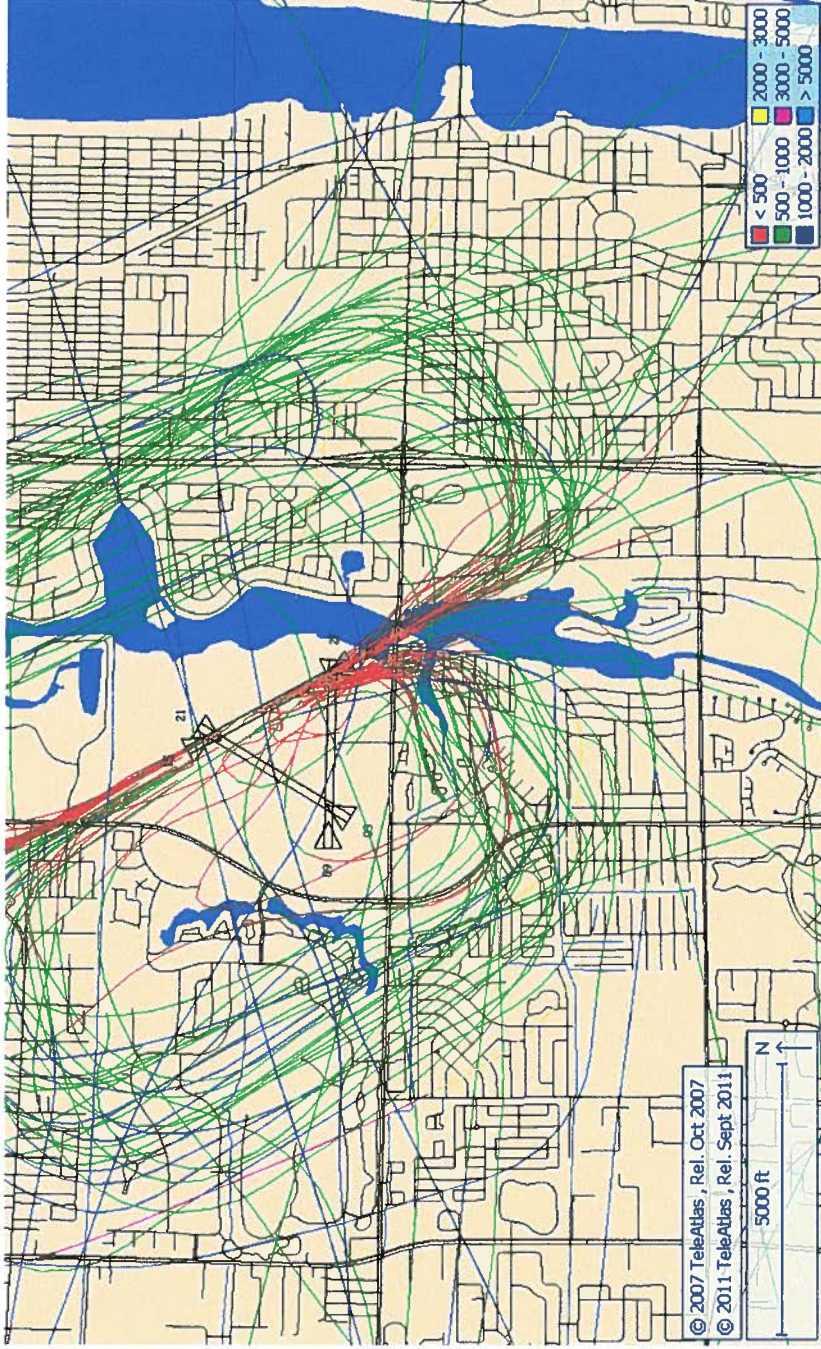 21
< 500
2000 - 3000
500 - 1000
3000 - 5000
1000 - 2000
> 5000
© 2007 TeleAtlas , Rel. Oct 2007
© 2011 TeleAtlas , Rel. Sept 2011
5000 ft
N